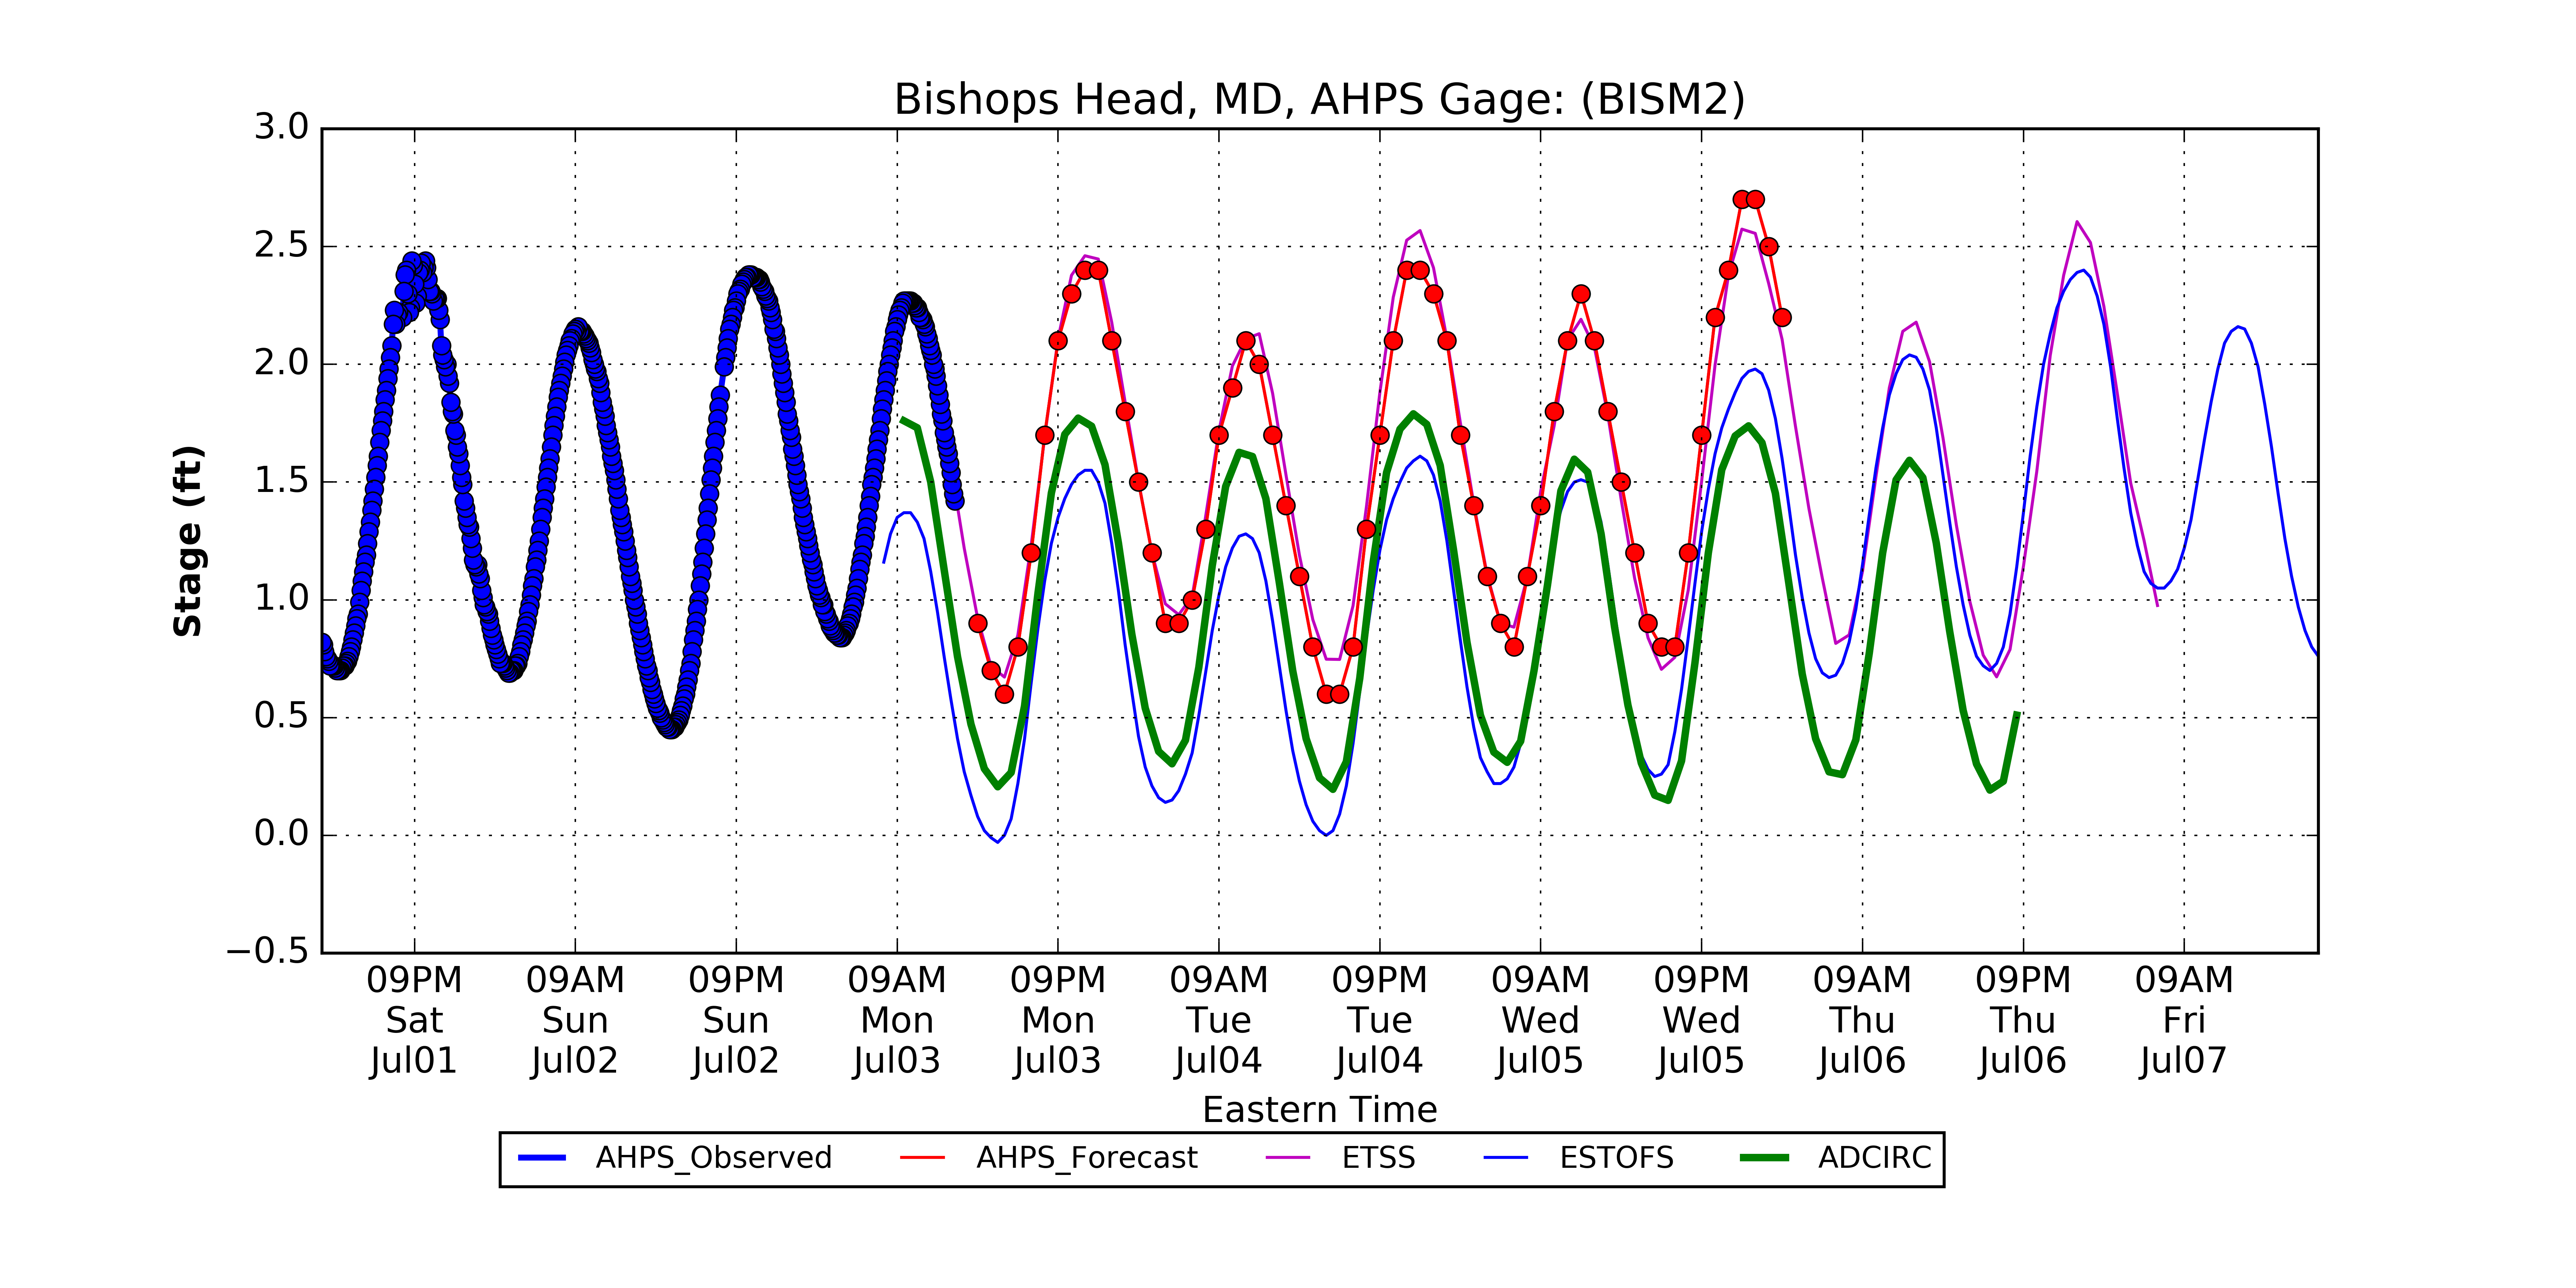 Bishops Head, MD, AHPS Gage: (BISM2)
3.0
2.5
2.0
1.5
1.0
0.5
0.0
−0.5
Stage (ft)
09PM 09AM 09PM 09AM 09PM 09AM 09PM 09AM 09PM 09AM 09PM 09AM
Sat Sun Sun Mon Mon Tue Tue Wed Wed Thu Thu Fri
Jul01 Jul02 Jul02 Jul03 Jul03 Jul04 Jul04 Jul05 Jul05 Jul06 Jul06 Jul07
Eastern Time
AHPS_Observed AHPS_Forecast ETSS ESTOFS ADCIRC